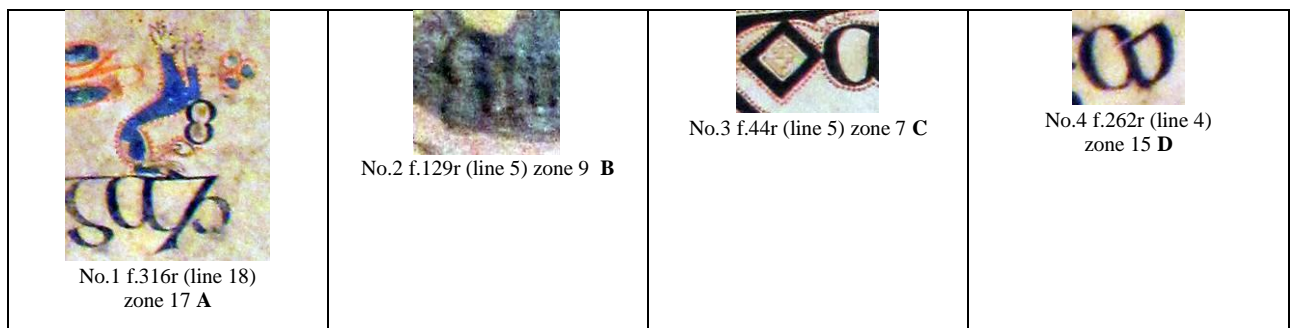 No.1 f.316r (line 18)
zone 17 A
No.2 f.129r (line 5) zone 9 B
No.3 f.44r (line 5) zone 7 C
No.4 f.262r (line 4)
zone 15 D